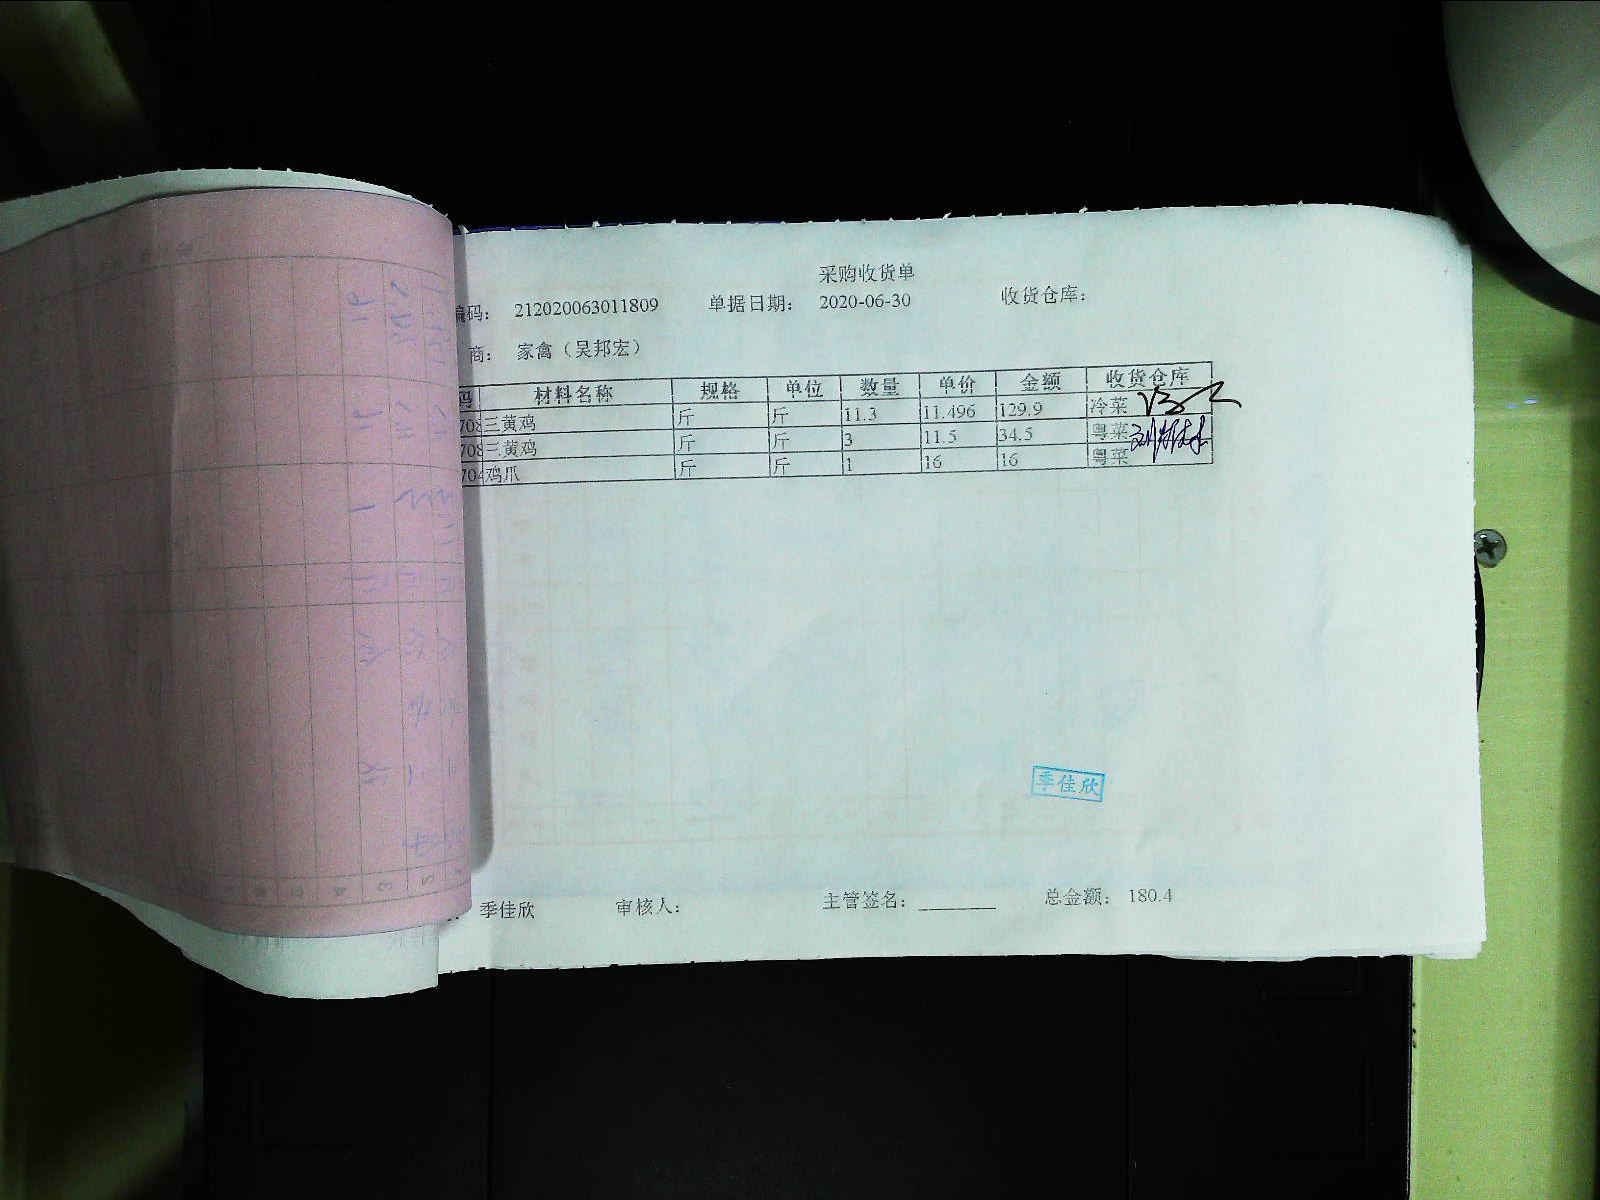 采购收货单
编码： 212020063011809 单据日期： 2020-06-30 收货仓库：
商： 家禽（吴邦宏）
码 材料名称 规格 单位 数量 单价 金额 收货仓库
708 三黄鸡 斤 斤 11.3 11.496 129.9 冷菜
708 三黄鸡 斤 斤 3 11.5 34.5 粤菜
704 鸡爪 斤 斤 1 16 16 粤菜
季佳欣
季佳欣 审核人： 主管签名： 总金额： 180.4